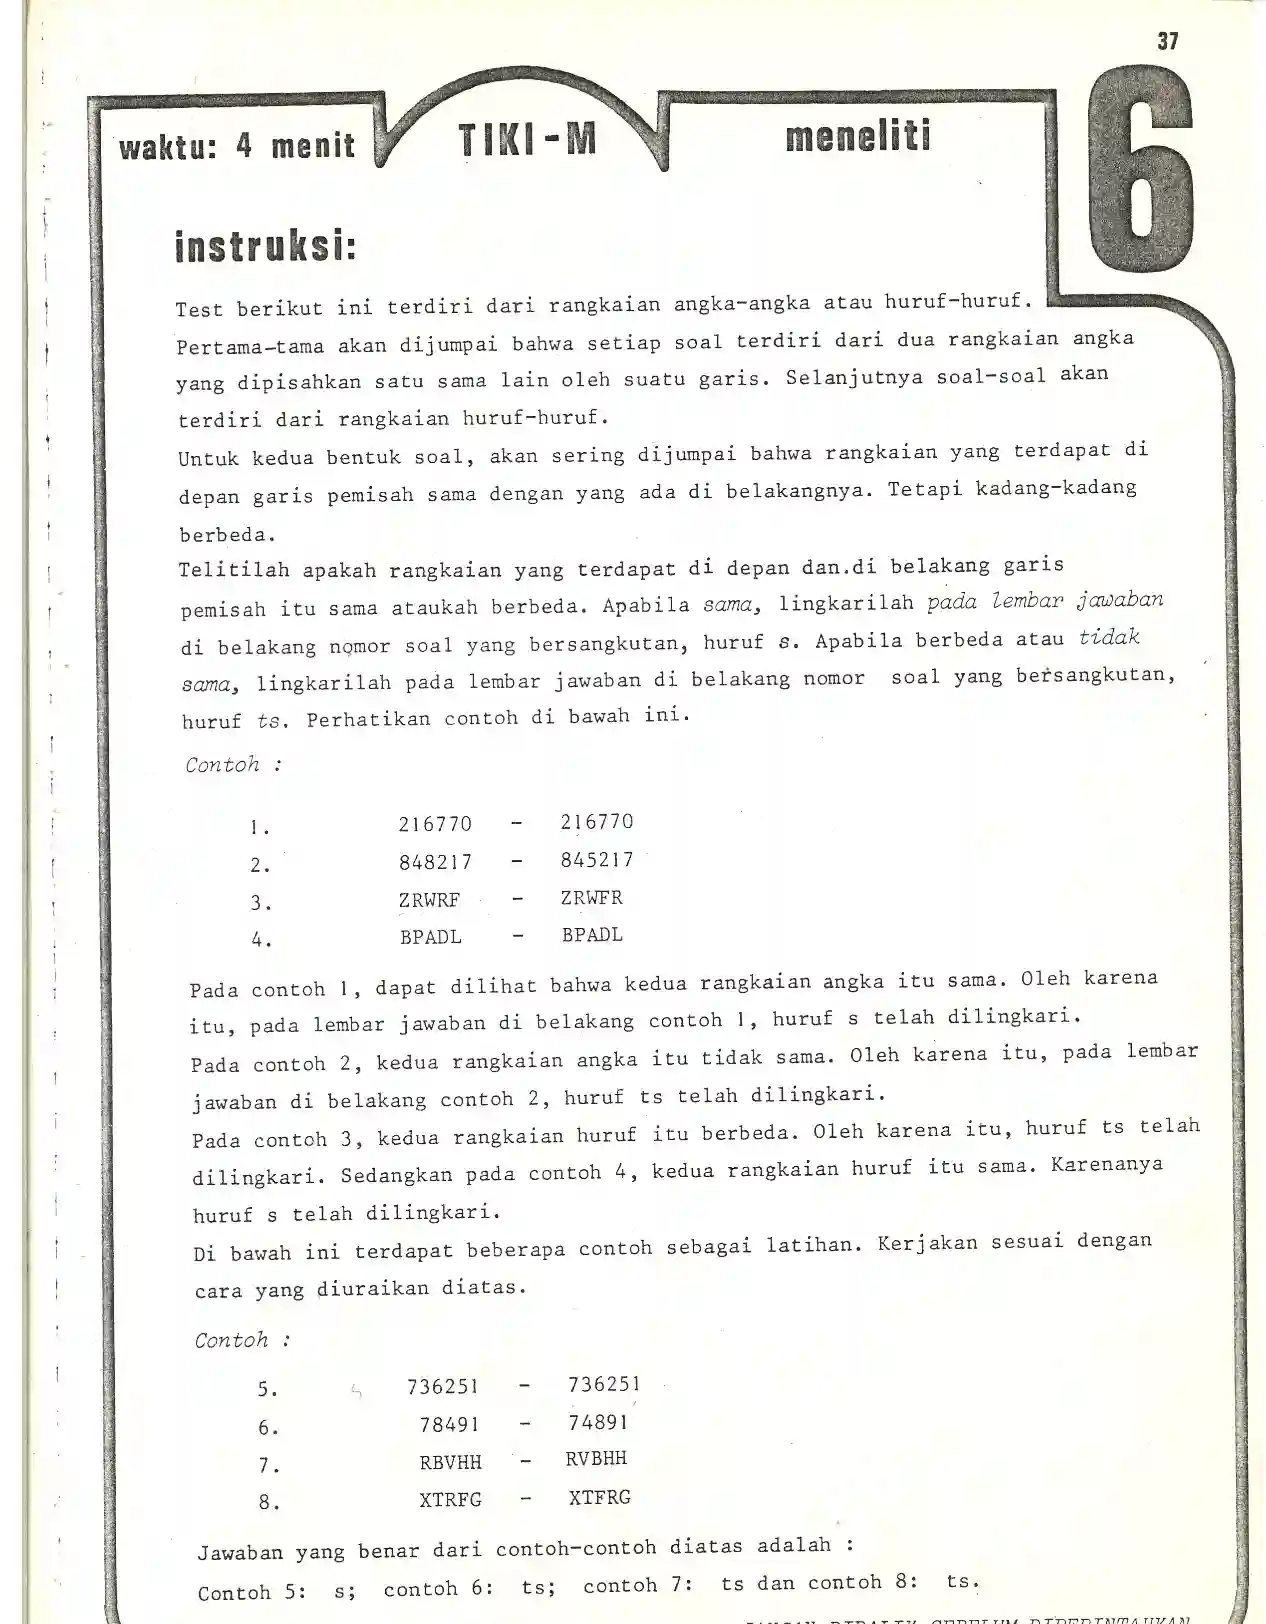 37
waktu: 4 menit
TIKI-M
meneliti
6
instruksi:
Test berikut ini terdiri dari rangkaian angka-angka atau huruf-huruf.
Pertama-tama akan dijumpai bahwa setiap soal terdiri dari dua rangkaian angka
yang dipisahkan satu sama lain oleh suatu garis. Selanjutnya soal-soal akan
terdiri dari rangkaian huruf-huruf.
Untuk kedua bentuk soal, akan sering dijumpai bahwa rangkaian yang terdapat di
depan garis pemisah sama dengan yang ada di belakangnya. Tetapi kadang-kadang
berbeda.
Telitilah apakah rangkaian yang terdapat di depan dan.di belakang garis
pemisah itu sama ataukah berbeda. Apabila sama, lingkarilah pada lembar jawaban
di belakang nomor soal yang bersangkutan, huruf s. Apabila berbeda atau tidak
sama, lingkarilah pada lembar jawaban di belakang nomor soal yang bersangkutan,
huruf ts. Perhatikan contoh di bawah ini.
Contoh :
1. 216770 - 216770
2. 848217 - 845217
3. ZRWRF - ZRWFR
4. BPADL - BPADL
Pada contoh 1, dapat dilihat bahwa kedua rangkaian angka itu sama. Oleh karena
itu, pada lembar jawaban di belakang contoh 1, huruf s telah dilingkari.
Pada contoh 2, kedua rangkaian angka itu tidak sama. Oleh karena itu, pada lembar
jawaban di belakang contoh 2, huruf ts telah dilingkari.
Pada contoh 3, kedua rangkaian huruf itu berbeda. Oleh karena itu, huruf ts telah
dilingkari. Sedangkan pada contoh 4, kedua rangkaian huruf itu sama. Karenanya
huruf s telah dilingkari.
Di bawah ini terdapat beberapa contoh sebagai latihan. Kerjakan sesuai dengan
cara yang diuraikan diatas.
Contoh :
5. 736251 - 736251
6. 78491 - 74891
7. RBVHH - RVBHH
8. XTRFG - XTFRG
Jawaban yang benar dari contoh-contoh diatas adalah :
Contoh 5: s; contoh 6: ts; contoh 7: ts dan contoh 8: ts.